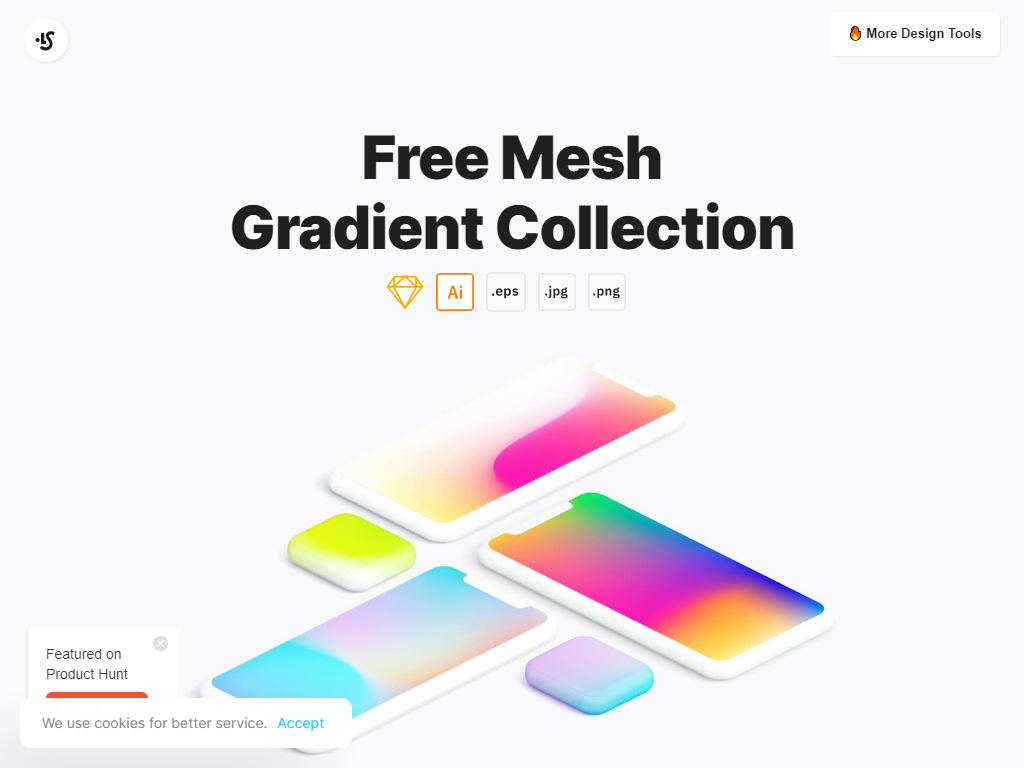 More Design Tools
Free Mesh
Gradient Collection
Ai
.eps
.jpg
.png
Featured on
Product Hunt
We use cookies for better service. Accept